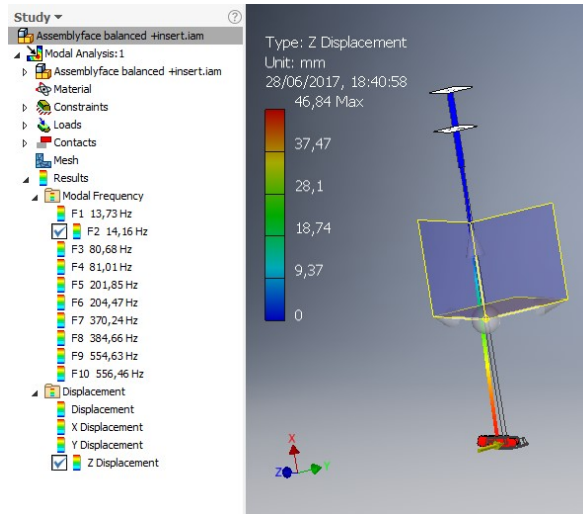 Study
Assemblyface balanced +insert.iam
Modal Analysis:1
Assemblyface balanced +insert.iam
Material
Constraints
Loads
Contacts
Mesh
Results
Modal Frequency
F1 13,73 Hz
F2 14,16 Hz
F3 80,68 Hz
F4 81,01 Hz
F5 201,85 Hz
F6 204,47 Hz
F7 370,24 Hz
F8 384,66 Hz
F9 554,63 Hz
F10 556,46 Hz
Displacement
Displacement
X Displacement
Y Displacement
Z Displacement
Type: Z Displacement
Unit: mm
28/06/2017, 18:40:58
46,84 Max
37,47
28,1
18,74
9,37
0
X
Z
Y